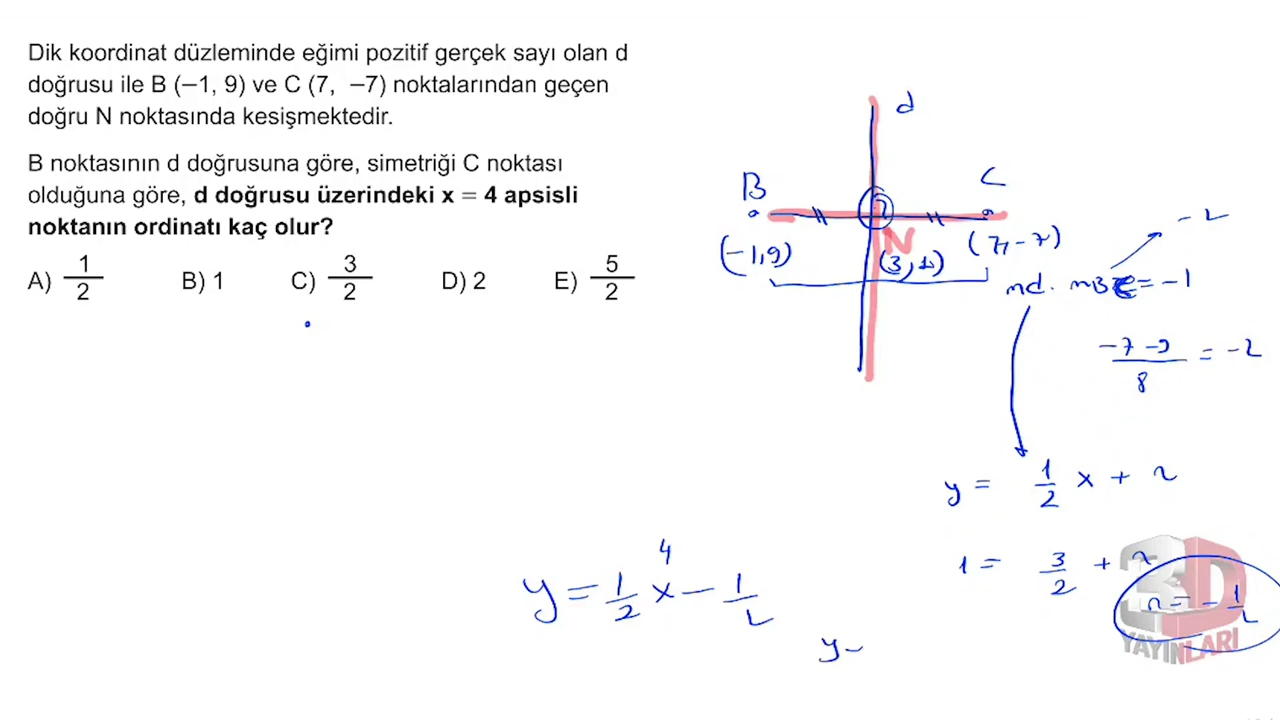 Dik koordinat düzleminde eğimi pozitif gerçek sayı olan d
doğrusu ile B (–1, 9) ve C (7, –7) noktalarından geçen
doğru N noktasında kesişmektedir.
B noktasının d doğrusuna göre, simetriği C noktası
olduğuna göre, d doğrusu üzerindeki x = 4 apsisli
noktanın ordinatı kaç olur?
A) 1/2 B) 1 C) 3/2 D) 2 E) 5/2
d
B C
N
(-1,9) (3,1) (7,-7)
-2
md. mBC = -1
-7-9/8 = -2
y = 1/2 x + n
1 = 3/2 + n
n = -1/2
4
y = 1/2 x - 1/2
y-
3D
YAYINLARI